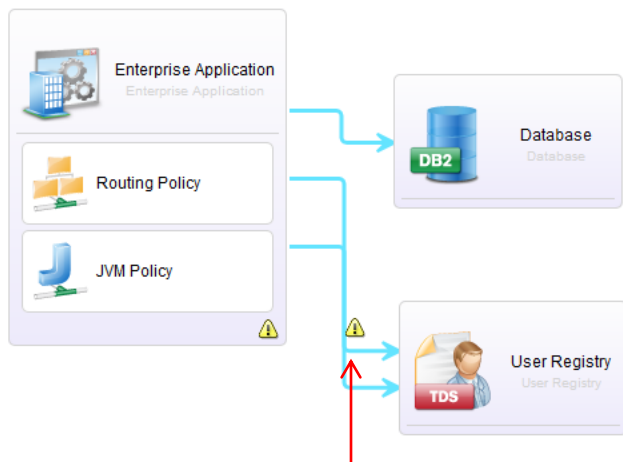 Enterprise Application
Enterprise Application
Routing Policy
JVM Policy
DB2
Database
Database
TDS
User Registry
User Registry